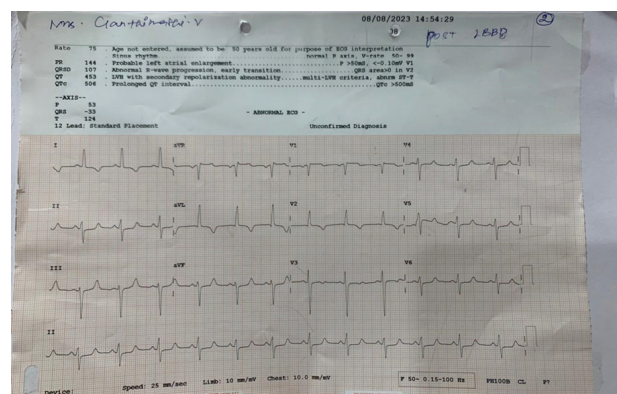 Mrs.
08/08/2023 14:54:29
2
POST LBBB
Rate 75 . Age not entered, assumed to be 50 years old for purpose of ECG interpretation
. Sinus rhythm...............normal P axis, V-rate 50- 99
PR 144 . Probable left atrial enlargement...............P >50mS, <-0.10mV V1
QRSD 107 . Abnormal R-wave progression, early transition...............QRS area>0 in V2
QT 453 . LVH with secondary repolarization abnormality...............multi-LVH criteria, abnrm ST-T
QTc 506 . Prolonged QT interval...............QTc >500mS
--AXIS--
P 53
QRS -33
T 124
- ABNORMAL ECG -
12 Lead; Standard Placement
Unconfirmed Diagnosis
I aVR V1 V4
II aVL V2 V5
III aVF V3 V6
II
Device: Speed: 25 mm/sec Limb: 10 mm/mV Chest: 10.0 mm/mV F 50~ 0.15-100 Hz PH100B CL P?